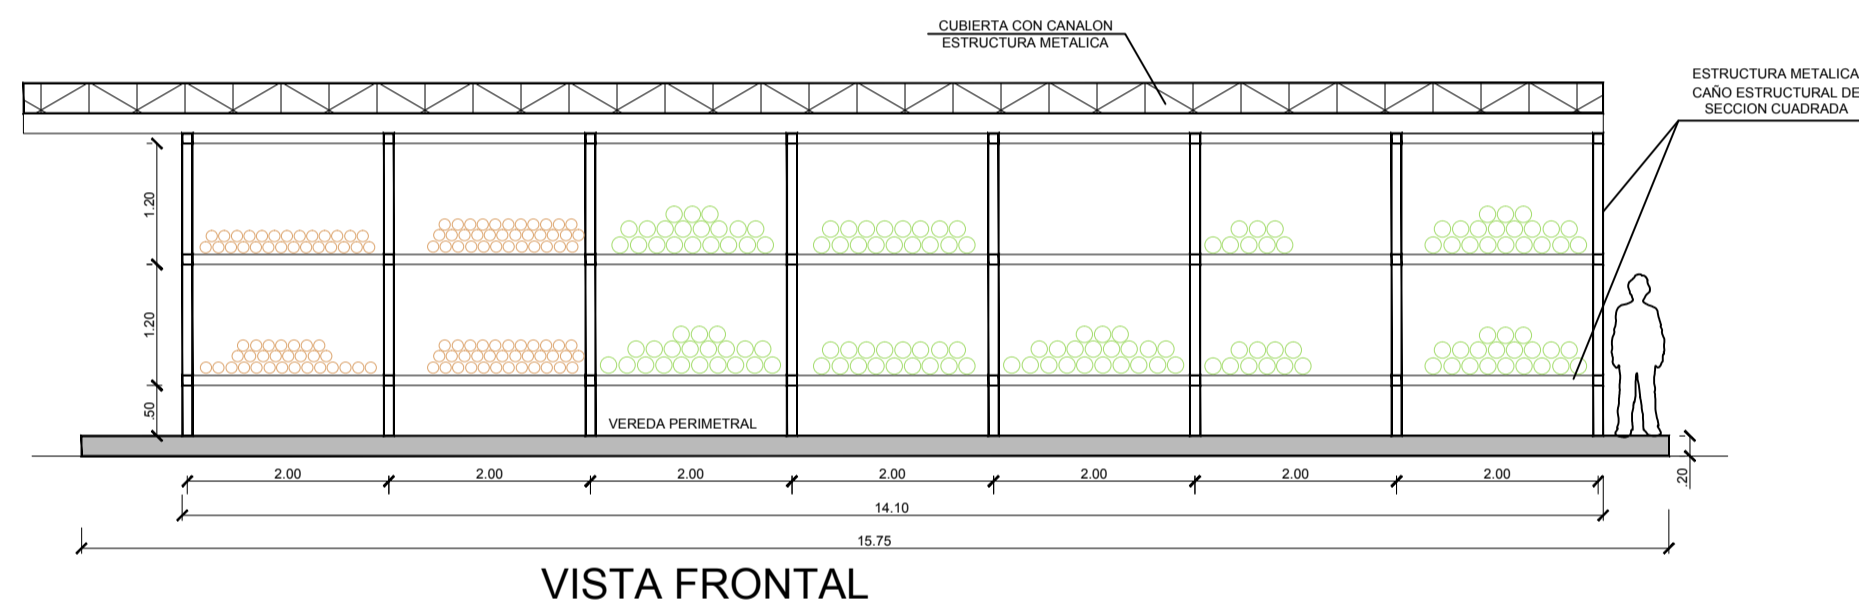 CUBIERTA CON CANALON
ESTRUCTURA METALICA
ESTRUCTURA METALICA
CAÑO ESTRUCTURAL DE
SECCION CUADRADA
1.20
1.20
.50
VEREDA PERIMETRAL
2.00
2.00
2.00
2.00
2.00
2.00
2.00
.20
14.10
15.75
VISTA FRONTAL